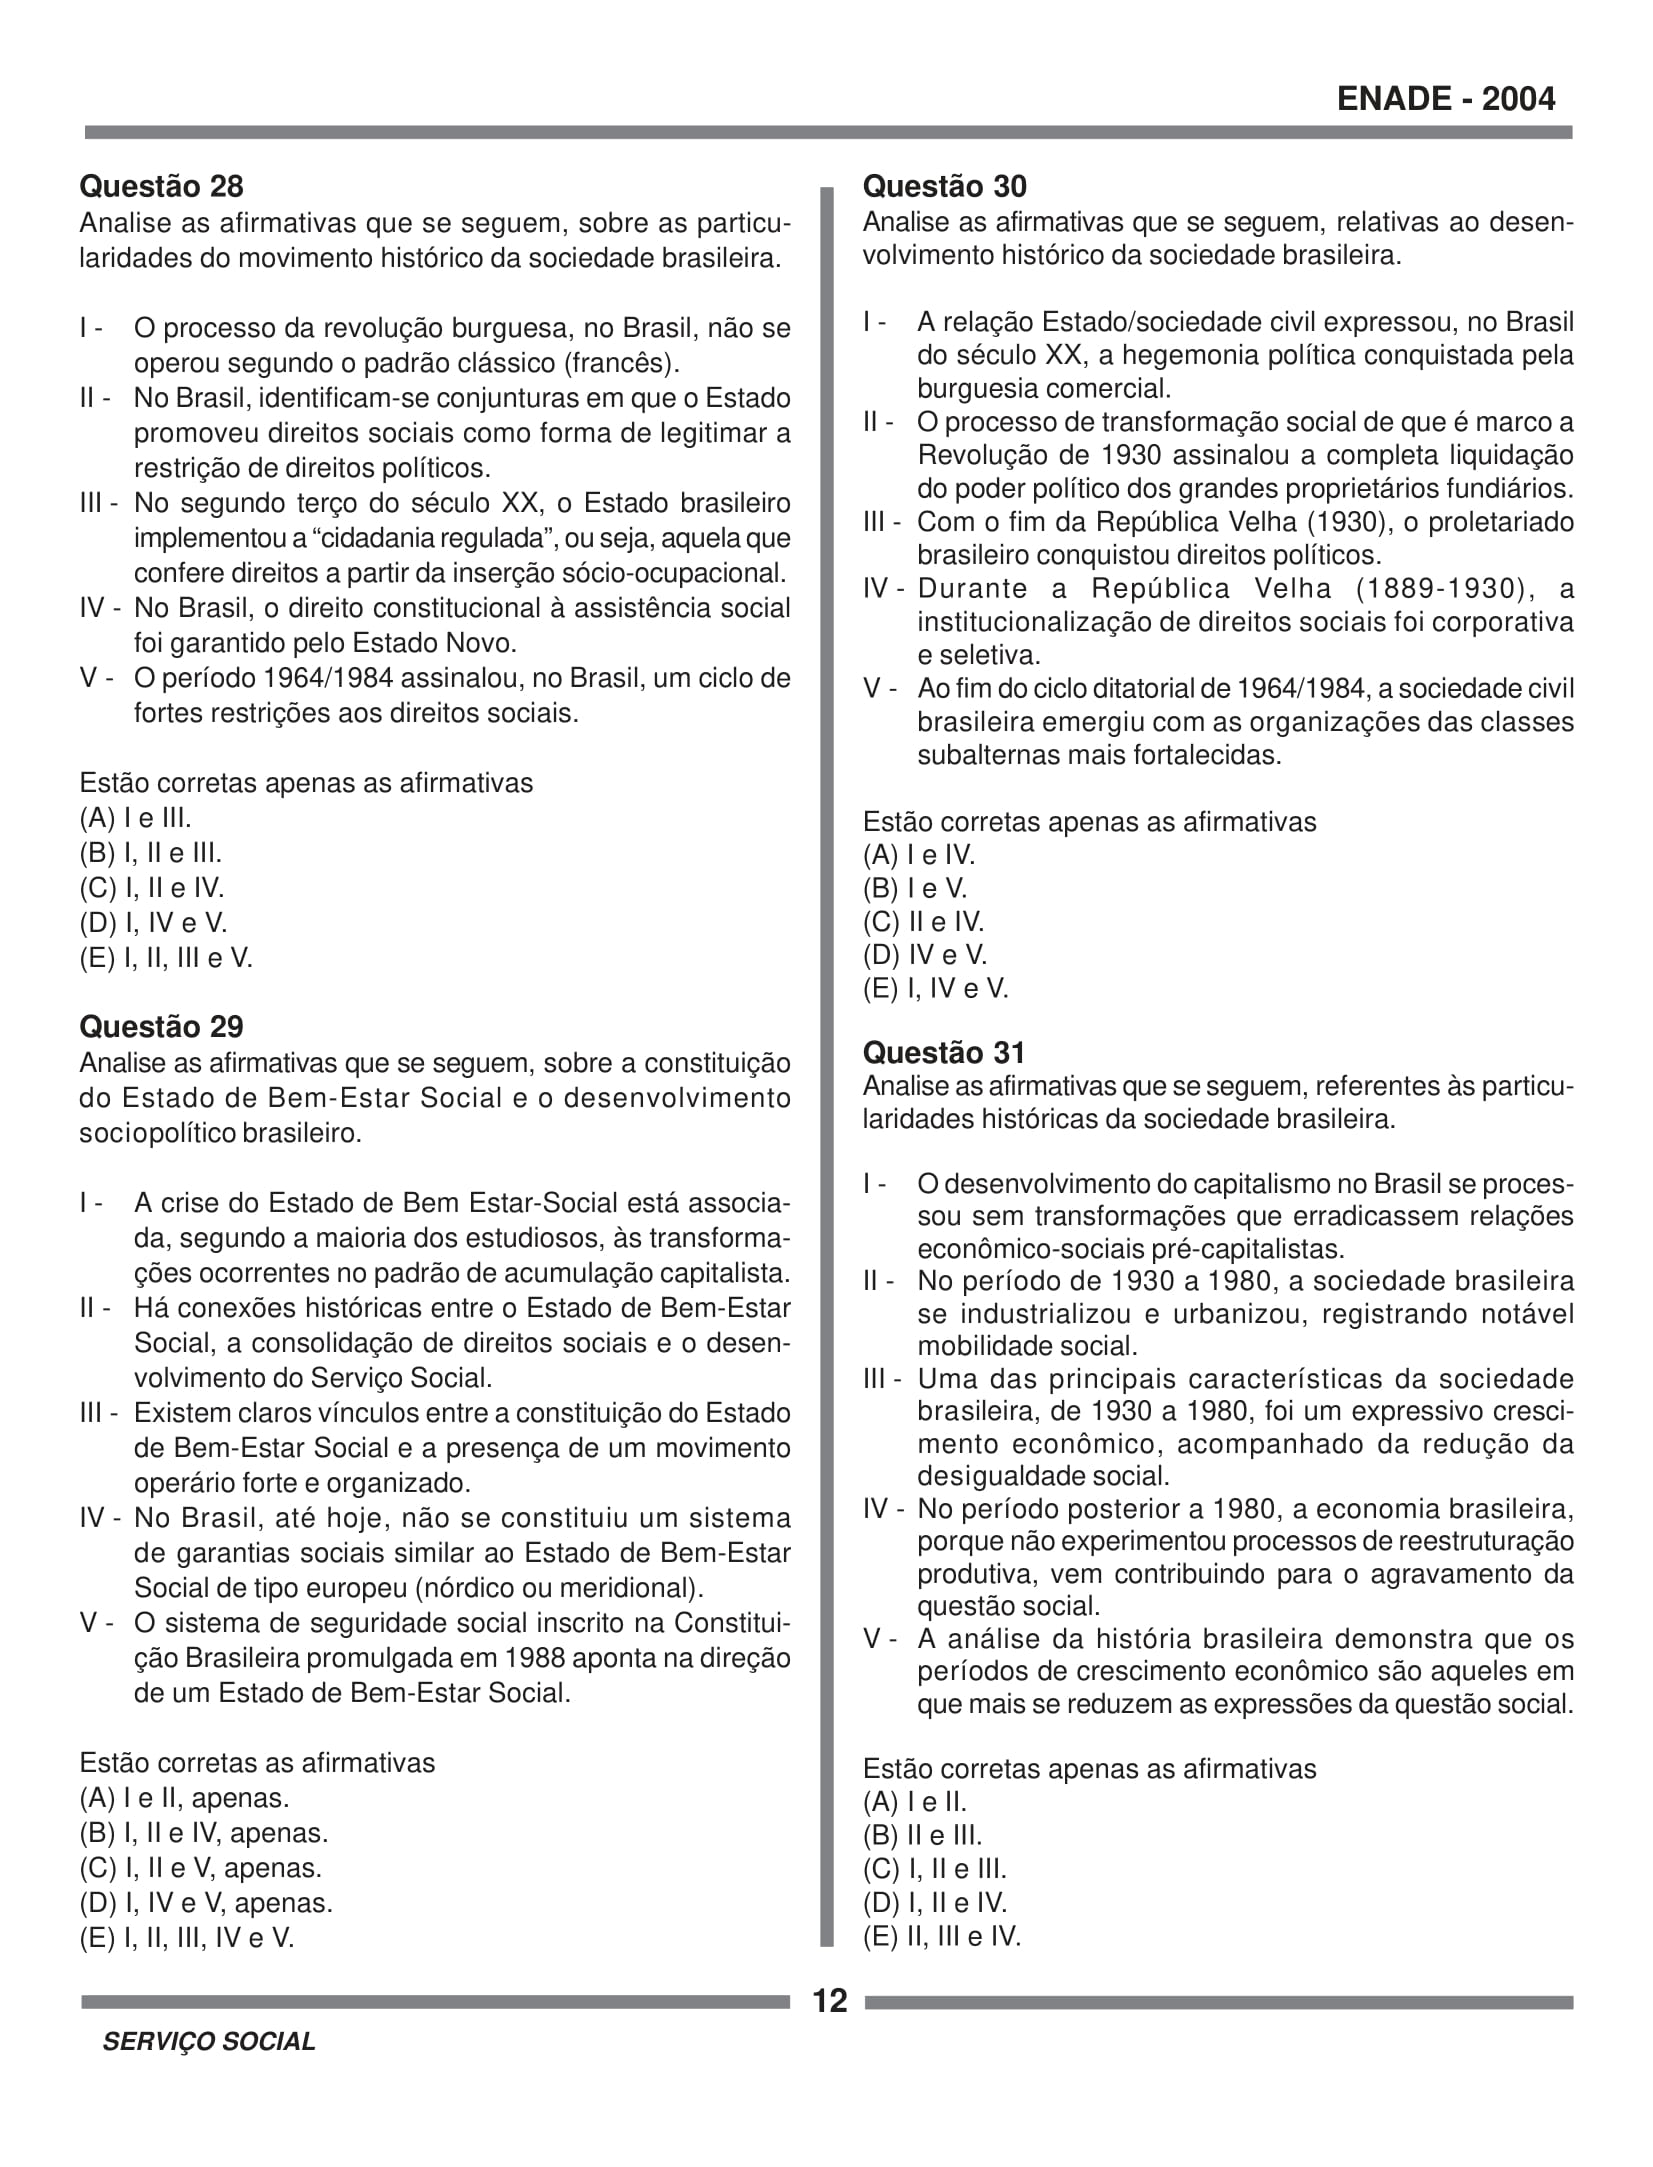 ENADE - 2004
Questão 28
Analise as afirmativas que se seguem, sobre as particu-
laridades do movimento histórico da sociedade brasileira.
I - O processo da revolução burguesa, no Brasil, não se
operou segundo o padrão clássico (francês).
II - No Brasil, identificam-se conjunturas em que o Estado
promoveu direitos sociais como forma de legitimar a
restrição de direitos políticos.
III - No segundo terço do século XX, o Estado brasileiro
implementou a “cidadania regulada”, ou seja, aquela que
confere direitos a partir da inserção sócio-ocupacional.
IV - No Brasil, o direito constitucional à assistência social
foi garantido pelo Estado Novo.
V - O período 1964/1984 assinalou, no Brasil, um ciclo de
fortes restrições aos direitos sociais.
Estão corretas apenas as afirmativas
(A) I e III.
(B) I, II e III.
(C) I, II e IV.
(D) I, IV e V.
(E) I, II, III e V.
Questão 29
Analise as afirmativas que se seguem, sobre a constituição
do Estado de Bem-Estar Social e o desenvolvimento
sociopolítico brasileiro.
I - A crise do Estado de Bem Estar-Social está associa-
da, segundo a maioria dos estudiosos, às transforma-
ções ocorrentes no padrão de acumulação capitalista.
II - Há conexões históricas entre o Estado de Bem-Estar
Social, a consolidação de direitos sociais e o desen-
volvimento do Serviço Social.
III - Existem claros vínculos entre a constituição do Estado
de Bem-Estar Social e a presença de um movimento
operário forte e organizado.
IV - No Brasil, até hoje, não se constituiu um sistema
de garantias sociais similar ao Estado de Bem-Estar
Social de tipo europeu (nórdico ou meridional).
V - O sistema de seguridade social inscrito na Constitui-
ção Brasileira promulgada em 1988 aponta na direção
de um Estado de Bem-Estar Social.
Estão corretas as afirmativas
(A) I e II, apenas.
(B) I, II e IV, apenas.
(C) I, II e V, apenas.
(D) I, IV e V, apenas.
(E) I, II, III, IV e V.
Questão 30
Analise as afirmativas que se seguem, relativas ao desen-
volvimento histórico da sociedade brasileira.
I - A relação Estado/sociedade civil expressou, no Brasil
do século XX, a hegemonia política conquistada pela
burguesia comercial.
II - O processo de transformação social de que é marco a
Revolução de 1930 assinalou a completa liquidação
do poder político dos grandes proprietários fundiários.
III - Com o fim da República Velha (1930), o proletariado
brasileiro conquistou direitos políticos.
IV - Durante a República Velha (1889-1930), a
institucionalização de direitos sociais foi corporativa
e seletiva.
V - Ao fim do ciclo ditatorial de 1964/1984, a sociedade civil
brasileira emergiu com as organizações das classes
subalternas mais fortalecidas.
Estão corretas apenas as afirmativas
(A) I e IV.
(B) I e V.
(C) II e IV.
(D) IV e V.
(E) I, IV e V.
Questão 31
Analise as afirmativas que se seguem, referentes às particu-
laridades históricas da sociedade brasileira.
I - O desenvolvimento do capitalismo no Brasil se proces-
sou sem transformações que erradicassem relações
econômico-sociais pré-capitalistas.
II - No período de 1930 a 1980, a sociedade brasileira
se industrializou e urbanizou, registrando notável
mobilidade social.
III - Uma das principais características da sociedade
brasileira, de 1930 a 1980, foi um expressivo cresci-
mento econômico, acompanhado da redução da
desigualdade social.
IV - No período posterior a 1980, a economia brasileira,
porque não experimentou processos de reestruturação
produtiva, vem contribuindo para o agravamento da
questão social.
V - A análise da história brasileira demonstra que os
períodos de crescimento econômico são aqueles em
que mais se reduzem as expressões da questão social.
Estão corretas apenas as afirmativas
(A) I e II.
(B) II e III.
(C) I, II e III.
(D) I, II e IV.
(E) II, III e IV.
12
SERVIÇO SOCIAL